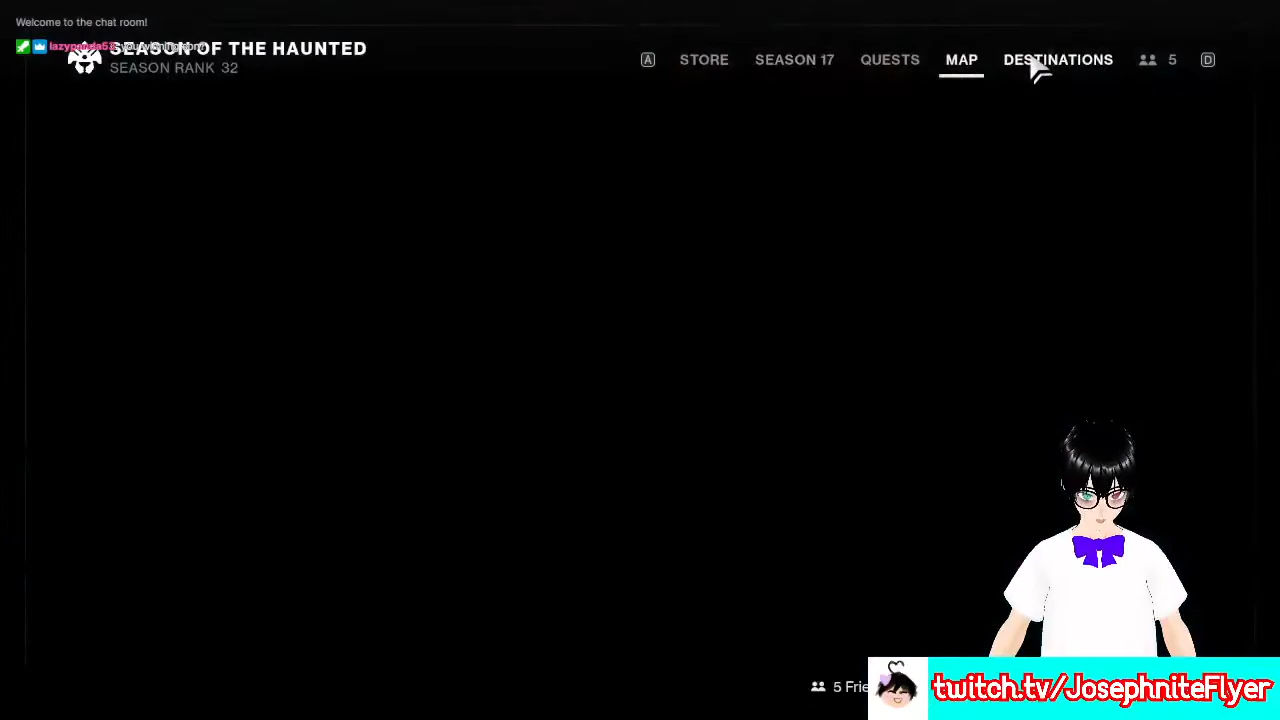 Welcome to the chat room!
lazypanda53
SEASON OF THE HAUNTED
SEASON RANK 32
A STORE SEASON 17 QUESTS MAP DESTINATIONS 5 D
5 Frie
twitch.tv/JosephniteFlyer